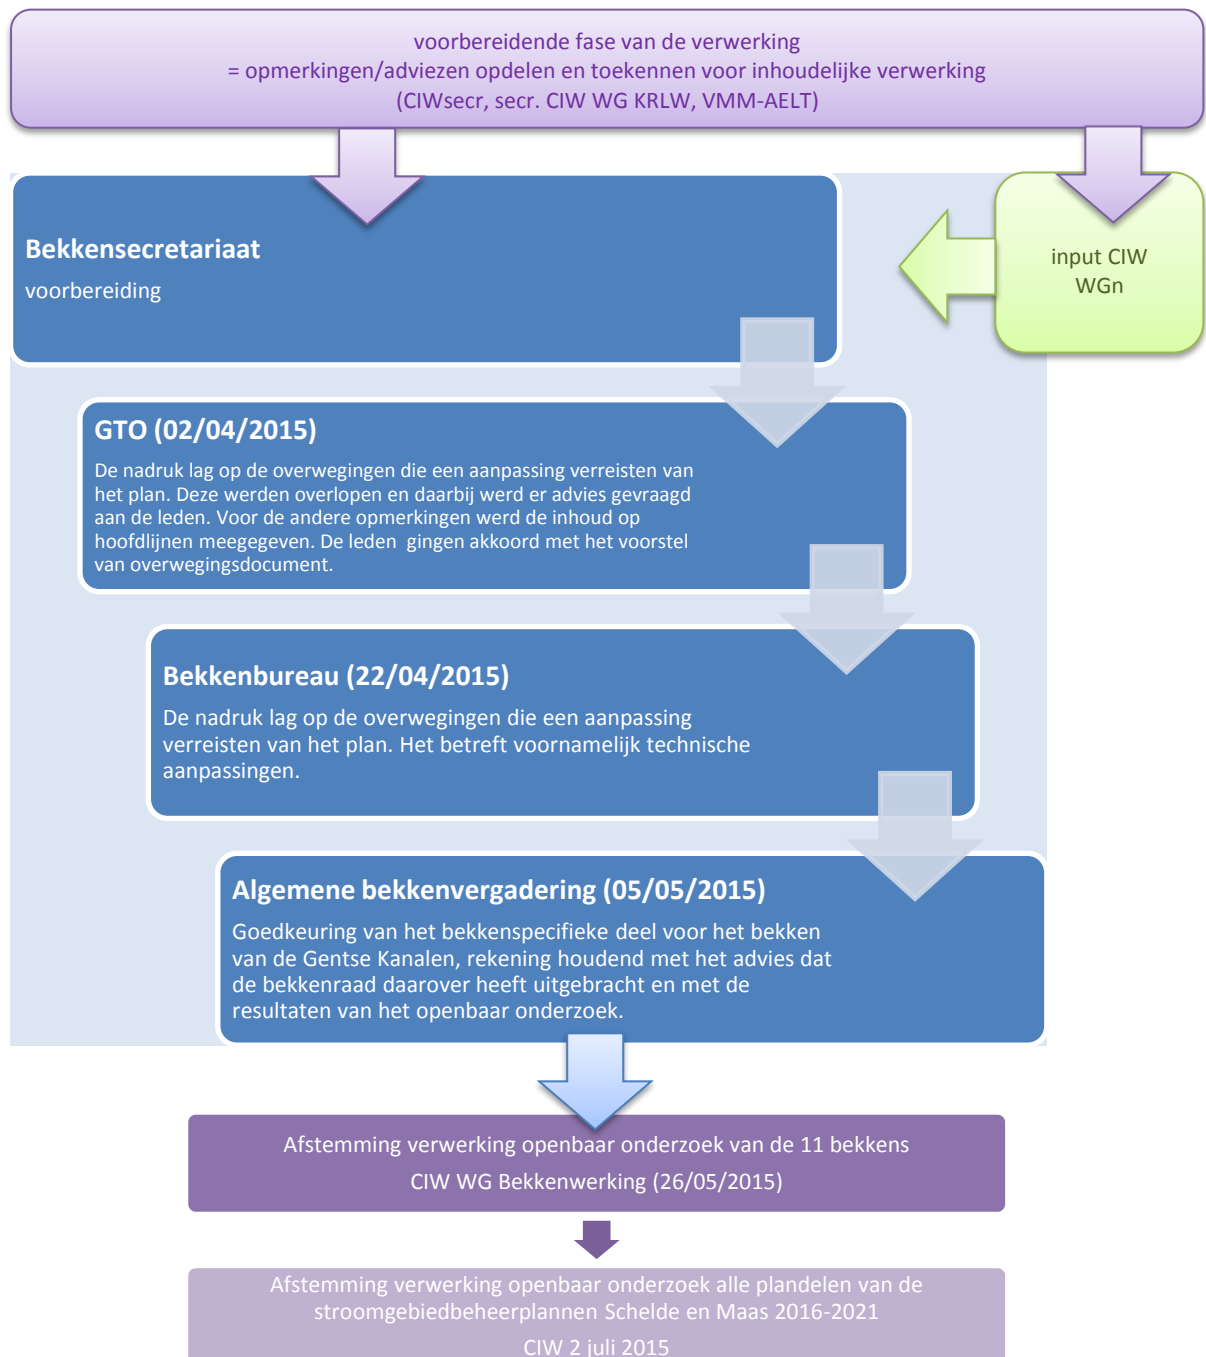 voorbereidende fase van de verwerking
= opmerkingen/adviezen opdelen en toekennen voor inhoudelijke verwerking
(CIWsecr, secr. CIW WG KRLW, VMM-AELT)
Bekkensecretariaat
voorbereiding
input CIW
WGn
GTO (02/04/2015)
De nadruk lag op de overwegingen die een aanpassing verreisten van
het plan. Deze werden overlopen en daarbij werd er advies gevraagd
aan de leden. Voor de andere opmerkingen werd de inhoud op
hoofdlijnen meegegeven. De leden gingen akkoord met het voorstel
van overwegingsdocument.
Bekkenbureau (22/04/2015)
De nadruk lag op de overwegingen die een aanpassing
verreisten van het plan. Het betreft voornamelijk technische
aanpassingen.
Algemene bekkenvergadering (05/05/2015)
Goedkeuring van het bekkenspecifieke deel voor het bekken
van de Gentse Kanalen, rekening houdend met het advies dat
de bekkenraad daarover heeft uitgebracht en met de
resultaten van het openbaar onderzoek.
Afstemming verwerking openbaar onderzoek van de 11 bekkens
CIW WG Bekkenwerking (26/05/2015)
Afstemming verwerking openbaar onderzoek alle plandelen van de
stroomgebiedbeheerplannen Schelde en Maas 2016-2021
CIW 2 juli 2015